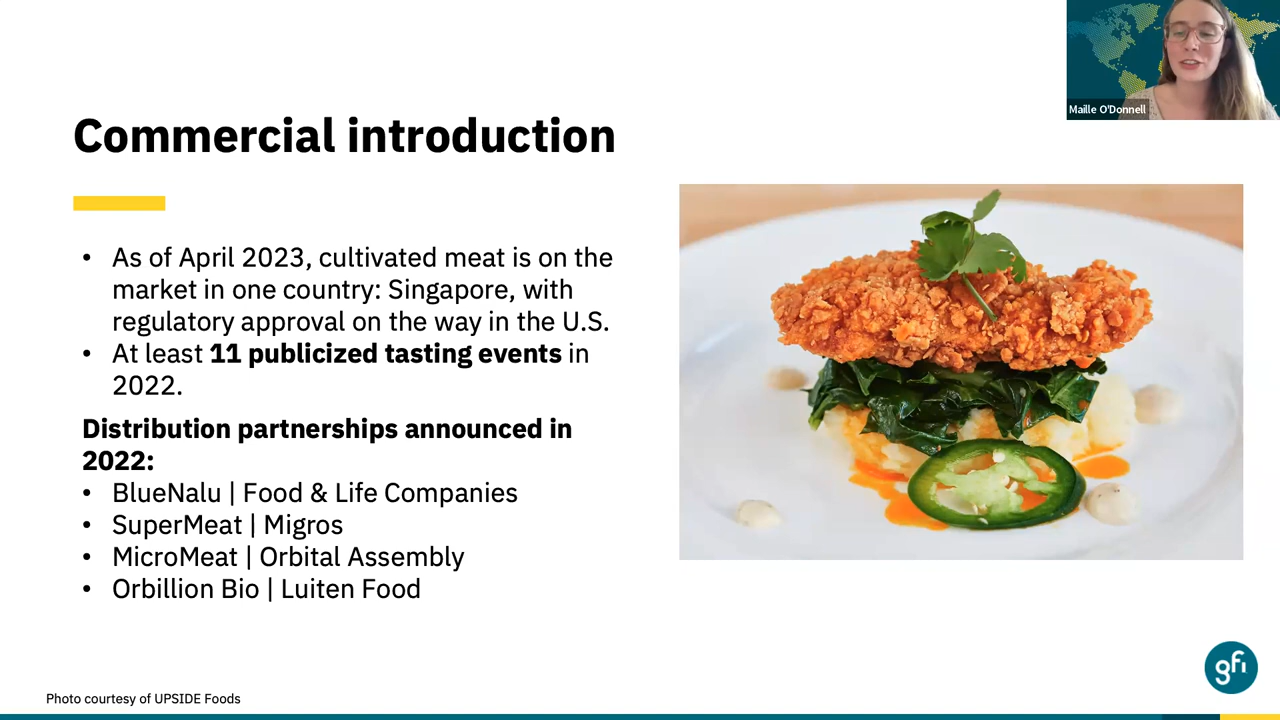 Maille O'Donnell
Commercial introduction
• As of April 2023, cultivated meat is on the
market in one country: Singapore, with
regulatory approval on the way in the U.S.
• At least 11 publicized tasting events in
2022.
Distribution partnerships announced in
2022:
• BlueNalu | Food & Life Companies
• SuperMeat | Migros
• MicroMeat | Orbital Assembly
• Orbillion Bio | Luiten Food
gfi
Photo courtesy of UPSIDE Foods